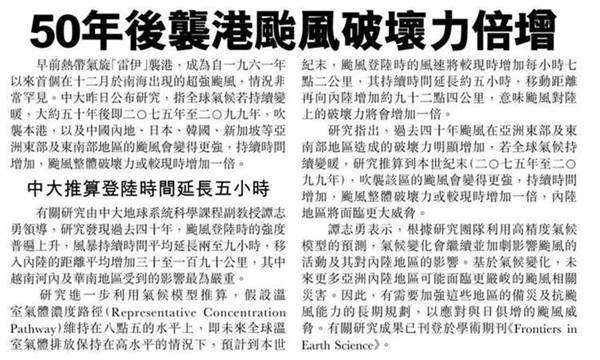 50年後襲港颱風破壞力倍增
早前熱帶氣旋「雷伊」襲港，成為自一九六一年
以來首個在十二月於南海出現的超強颱風，情況非
常罕見。中大昨日公布研究，指全球氣候若持續變
暖，大約五十年後即二〇七五年至二〇九九年，吹
襲本港，以及中國內地、日本、韓國、新加坡等亞
洲東部及東南部地區的颱風會變得更強，持續時間
增加，颱風整體破壞力或較現時增加一倍。
中大推算登陸時間延長五小時
有關研究由中大地球系統科學課程副教授譚志
勇領導，研究發現過去四十年，颱風登陸時的強度
普遍上升，風暴持續時間平均延長兩至九小時，移
入內陸的距離平均增加三十至一百九十公里，其中
越南河內及華南地區受到的影響最為嚴重。
研究進一步利用氣候模型推算，假設溫
室氣體濃度路徑(Representative Concentration
Pathway)維持在八點五的水平上，即未來全球溫
室氣體排放保持在高水平的情況下，預計到本世
紀末，颱風登陸時的風速將較現時增加每小時七
點二公里，其持續時間延長約五小時，移動距離
再向內陸增加約九十二點四公里，意味颱風對陸
上的破壞力將會增加一倍。
研究指出，過去四十年颱風在亞洲東部及東
南部地區造成的破壞力明顯增加，若全球氣候持
續變暖，研究推算到本世紀末(二〇七五年至二〇
九九年)，吹襲該區的颱風會變得更強，持續時間
增加，颱風整體破壞力或較現時增加一倍，內陸
地區將面臨更大威脅。
譚志勇表示，根據研究團隊利用高精度氣候
模型的預測，氣候變化會繼續並加劇影響颱風的
活動及其對內陸地區的影響。基於氣候變化，未
來更多亞洲內陸地區可能面臨更嚴峻的颱風相關
災害。因此，有需要加強這些地區的備災及抗颱
風能力的長期規劃，以應對與日俱增的颱風威
脅。有關研究成果已刊登於學術期刊《Frontiers in
Earth Science》。